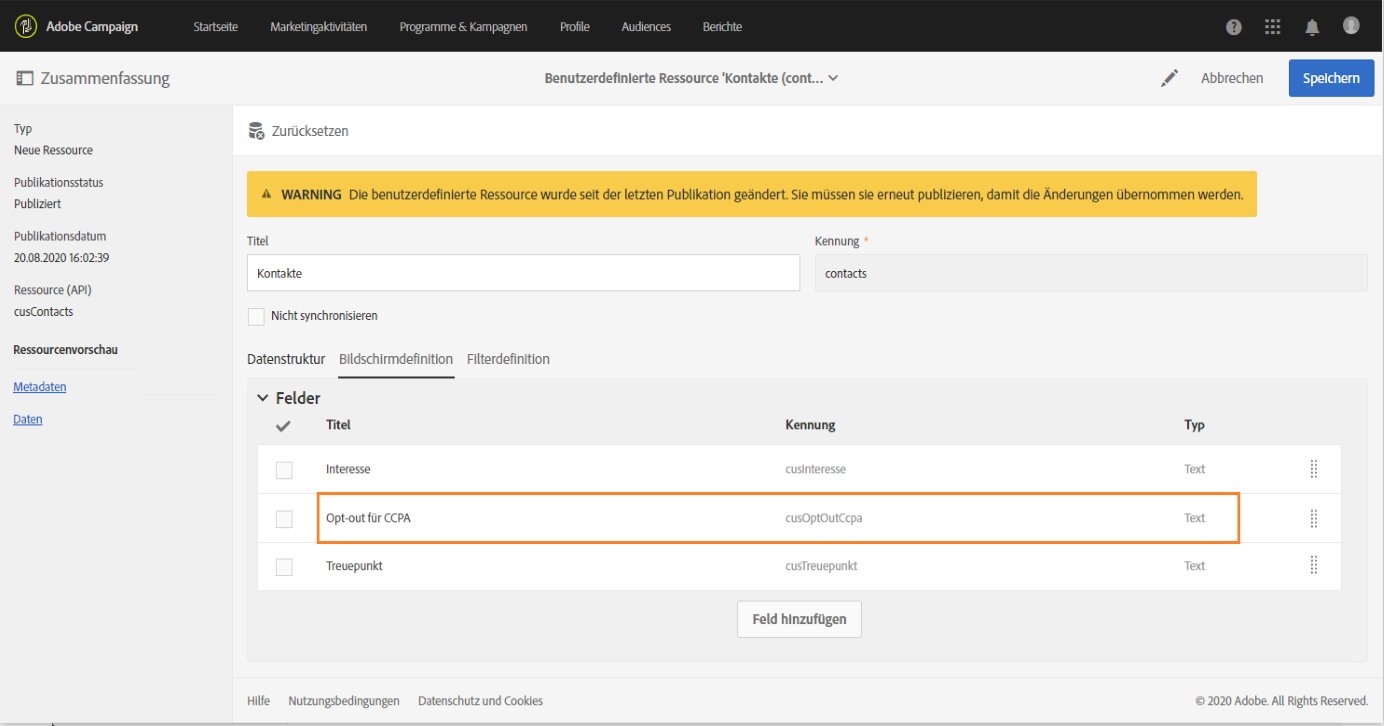 Adobe Campaign Startseite Marketingaktivitäten Programme & Kampagnen Profile Audiences Berichte
Zusammenfassung Benutzerdefinierte Ressource 'Kontakte (cont... Abbrechen Speichern
Typ
Neue Ressource
Publikationsstatus
Publiziert
Publikationsdatum
20.08.2020 16:02:39
Ressource (API)
cusContacts
Ressourcenvorschau
Metadaten
Daten
Zurücksetzen
WARNING Die benutzerdefinierte Ressource wurde seit der letzten Publikation geändert. Sie müssen sie erneut publizieren, damit die Änderungen übernommen werden.
Titel Kennung *
Kontakte contacts
Nicht synchronisieren
Datenstruktur Bildschirmdefinition Filterdefinition
Felder
Titel Kennung Typ
Interesse cusInteresse Text
Opt-out für CCPA cusOptOutCcpa Text
Treuepunkt cusTreuepunkt Text
Feld hinzufügen
Hilfe Nutzungsbedingungen Datenschutz und Cookies © 2020 Adobe. All Rights Reserved.